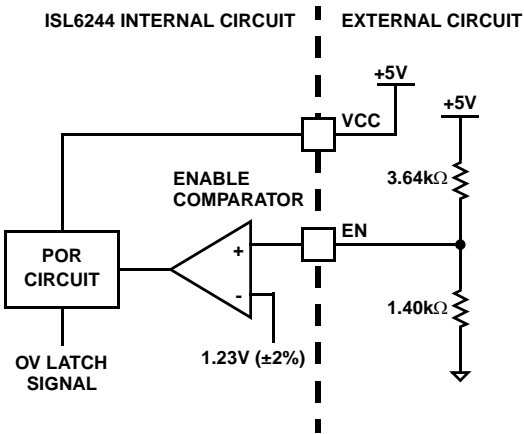 ISL6244 INTERNAL CIRCUIT
EXTERNAL CIRCUIT
+5V
VCC
+5V
ENABLE
COMPARATOR
3.64kΩ
EN
+
POR
CIRCUIT
-
1.40kΩ
1.23V (±2%)
OV LATCH
SIGNAL